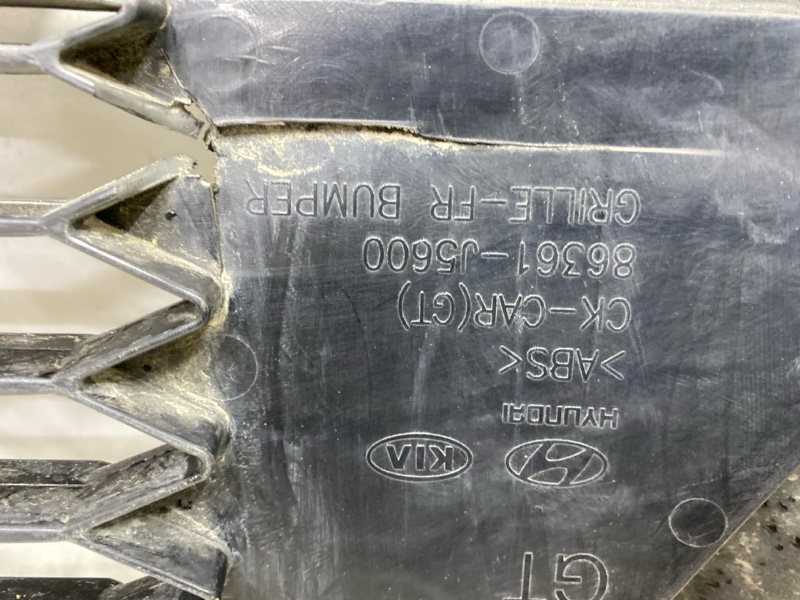 GT
KIA
HYUNDAI
>ABS<
CK-CAR(GT)
86361-J5600
GRILLE-FR BUMPER